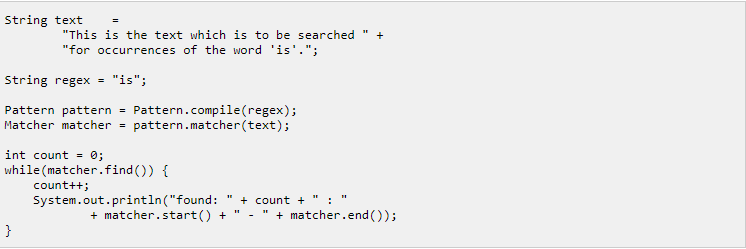 String text    =
        "This is the text which is to be searched " +
        "for occurrences of the word 'is'.";
String regex = "is";
Pattern pattern = Pattern.compile(regex);
Matcher matcher = pattern.matcher(text);
int count = 0;
while(matcher.find()) {
    count++;
    System.out.println("found: " + count + " : "
            + matcher.start() + " - " + matcher.end());
}